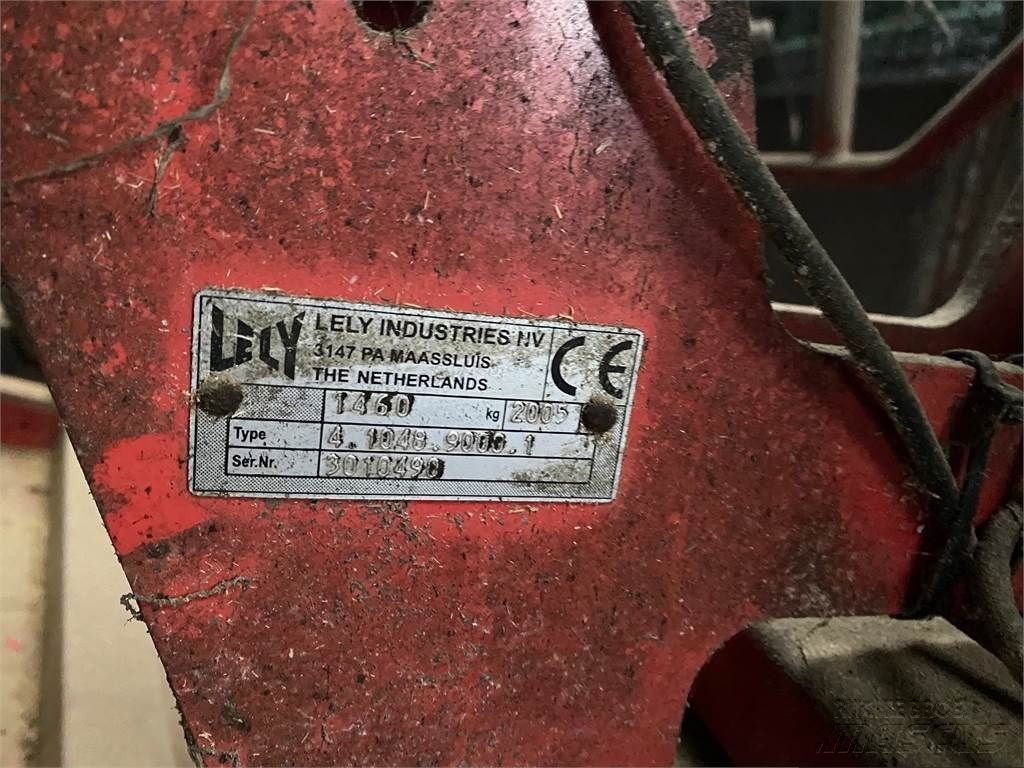 LELY
LELY INDUSTRIES NV
3147 PA MAASSLUIS
THE NETHERLANDS
CE
1460 kg 2005
Type 4.1048.9000.1
Ser.Nr. 3010490
MASCUS